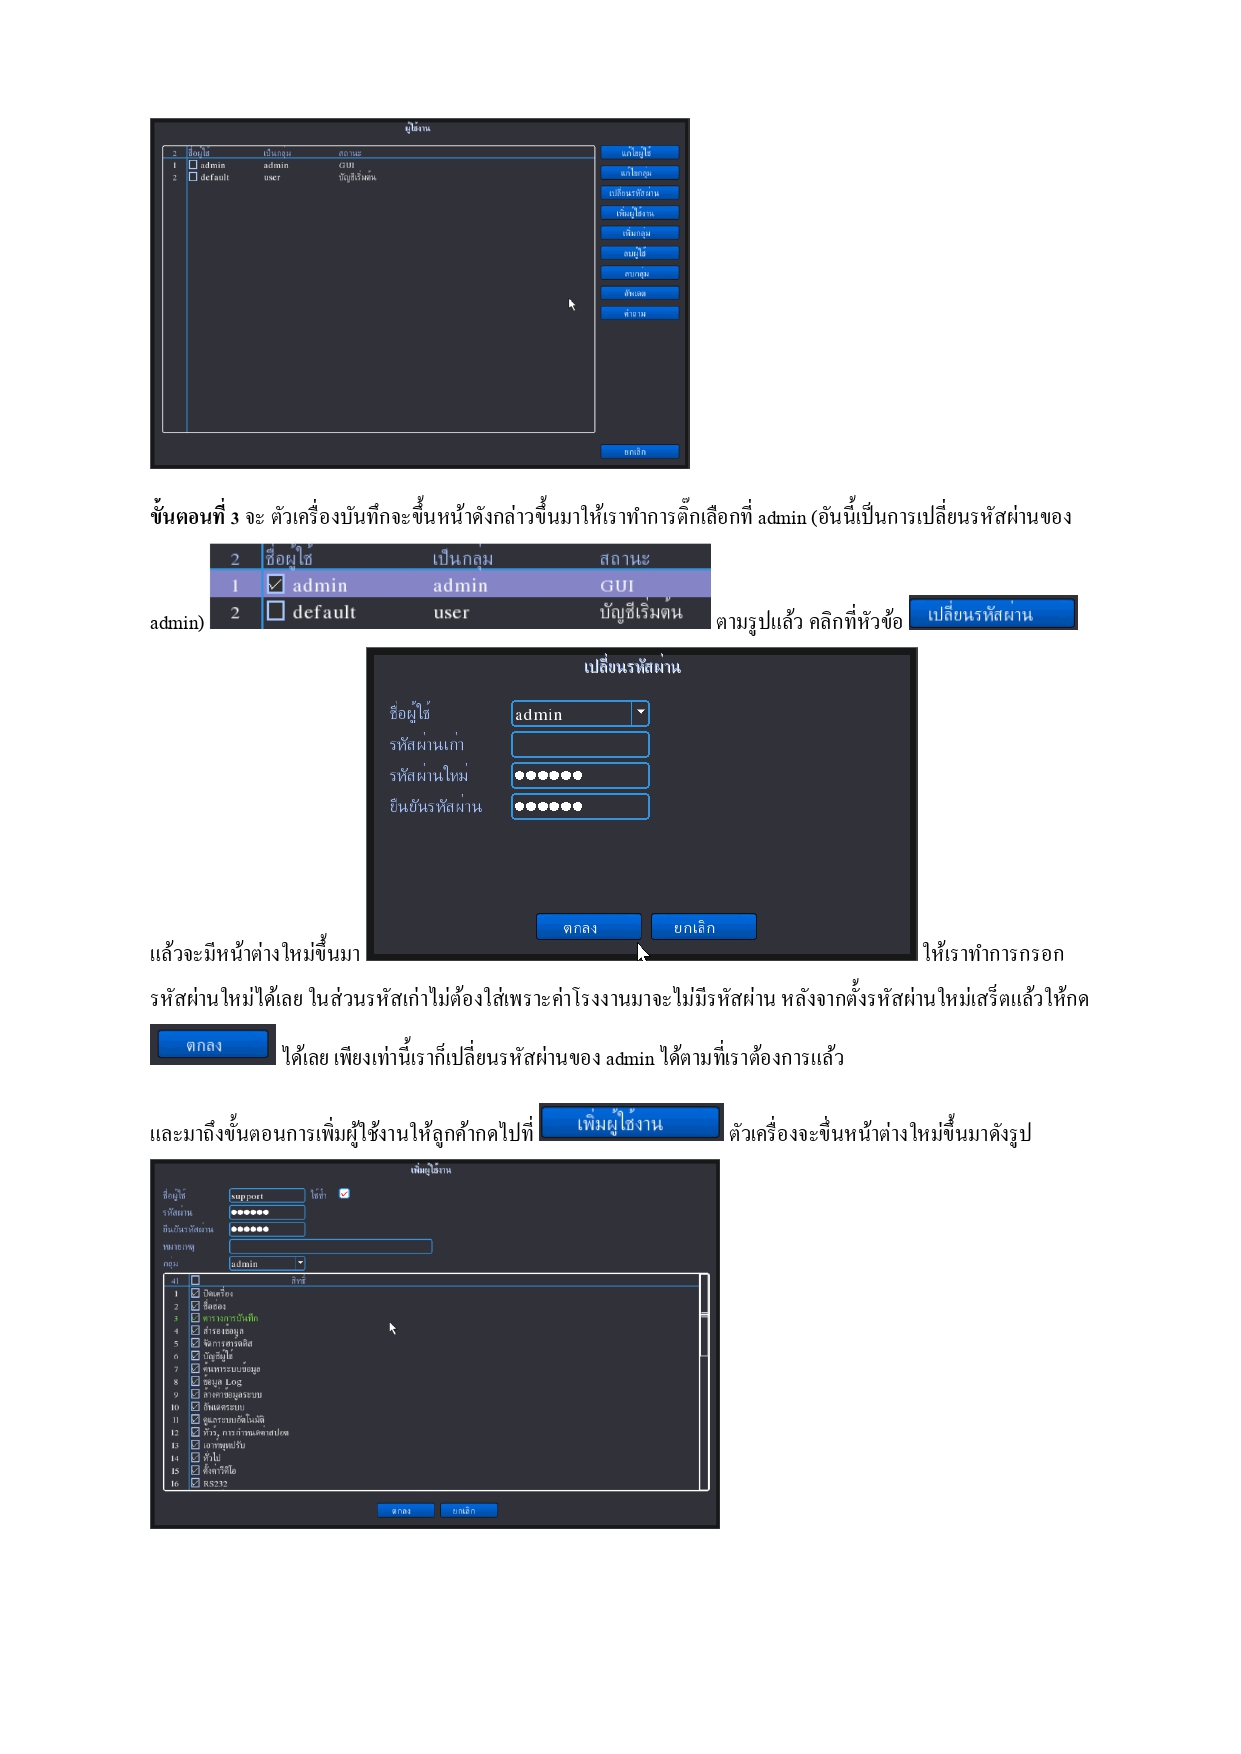 ผู้ใช้งาน
2 ชื่อผู้ใช้ เป็นกลุ่ม สถานะ
1 admin admin GUI
2 default user บัญชีเริ่มต้น
แก้ไขผู้ใช้
แก้ไขกลุ่ม
เปลี่ยนรหัสผ่าน
เพิ่มผู้ใช้งาน
เพิ่มกลุ่ม
ลบผู้ใช้
ลบกลุ่ม
อัพเดต
คำถาม
ยกเลิก
ขั้นตอนที่ 3 จะ ตัวเครื่องบันทึกจะขึ้นหน้าดังกล่าวขึ้นมาให้เราทำการติ๊กเลือกที่ admin (อันนี้เป็นการเปลี่ยนรหัสผ่านของ
2 ชื่อผู้ใช้ เป็นกลุ่ม สถานะ
1 admin admin GUI
2 default user บัญชีเริ่มต้น
admin) ตามรูปแล้ว คลิกที่หัวข้อ เปลี่ยนรหัสผ่าน
เปลี่ยนรหัสผ่าน
ชื่อผู้ใช้ admin
รหัสผ่านเก่า
รหัสผ่านใหม่ ●●●●●●
ยืนยันรหัสผ่าน ●●●●●●
ตกลง ยกเลิก
แล้วจะมีหน้าต่างใหม่ขึ้นมา ให้เราทำการกรอก
รหัสผ่านใหม่ได้เลย ในส่วนรหัสเก่าไม่ต้องใส่เพราะค่าโรงงานมาจะไม่มีรหัสผ่าน หลังจากตั้งรหัสผ่านใหม่เสร็ตแล้วให้กด
ตกลง ได้เลย เพียงเท่านี้เราก็เปลี่ยนรหัสผ่านของ admin ได้ตามที่เราต้องการแล้ว
และมาถึงขั้นตอนการเพิ่มผู้ใช้งานให้ลูกค้ากดไปที่ เพิ่มผู้ใช้งาน ตัวเครื่องจะขึ้นหน้าต่างใหม่ขึ้นมาดังรูป
เพิ่มผู้ใช้งาน
ชื่อผู้ใช้ support ใช้ซ้ำ
รหัสผ่าน ●●●●●●
ยืนยันรหัสผ่าน ●●●●●●
หมายเหตุ
กลุ่ม admin
41 สิทธิ์
1 ปิดเครื่อง
2 ชื่อช่อง
3 ตารางการบันทึก
4 สำรองข้อมูล
5 จัดการฮารดดิส
6 บัญชีผู้ใช้
7 ค้นหาระบบข้อมูล
8 ข้อมูล Log
9 ล้างค่าข้อมูลระบบ
10 อัพเดตระบบ
11 ดูแลระบบอัตโนมัติ
12 ทัวร์, การกำหนดค่าสปอต
13 เอาท์พุทปรับ
14 ทั่วไป
15 ตั้งค่าวีดีโอ
16 RS232
ตกลง ยกเลิก